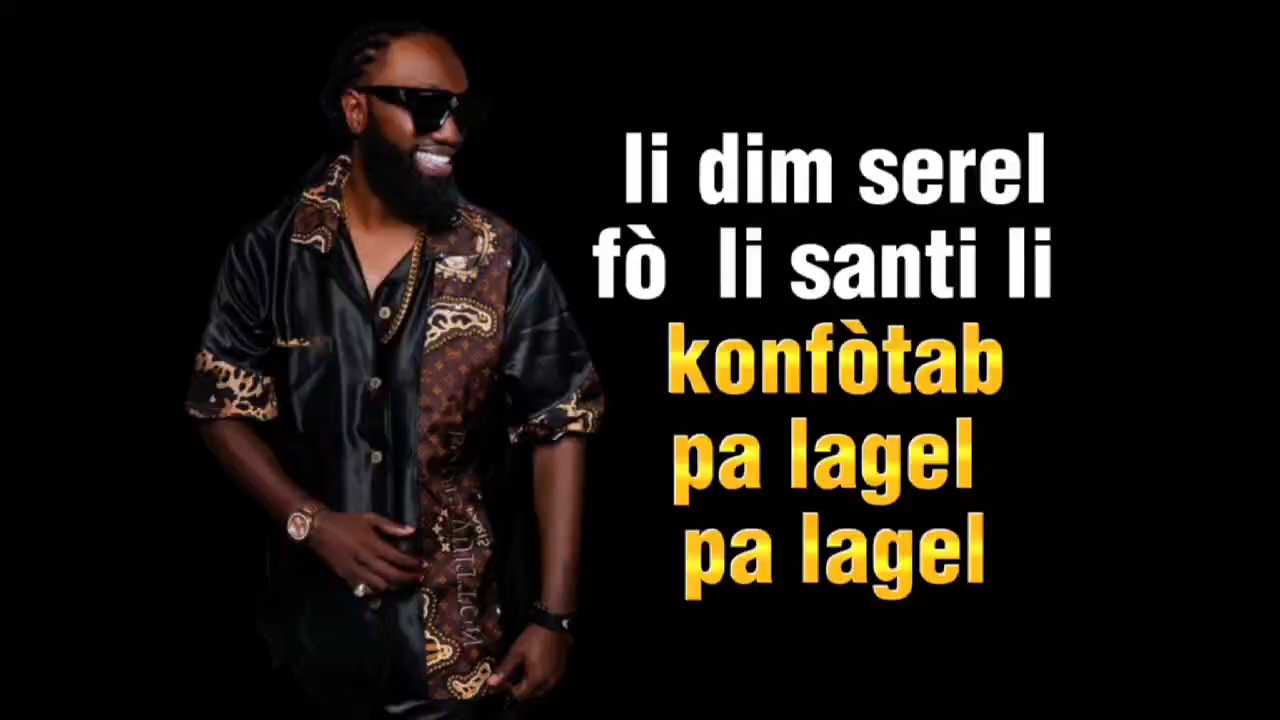 li dim serel
fò li santi li
konfòtab
pa lagel
pa lagel